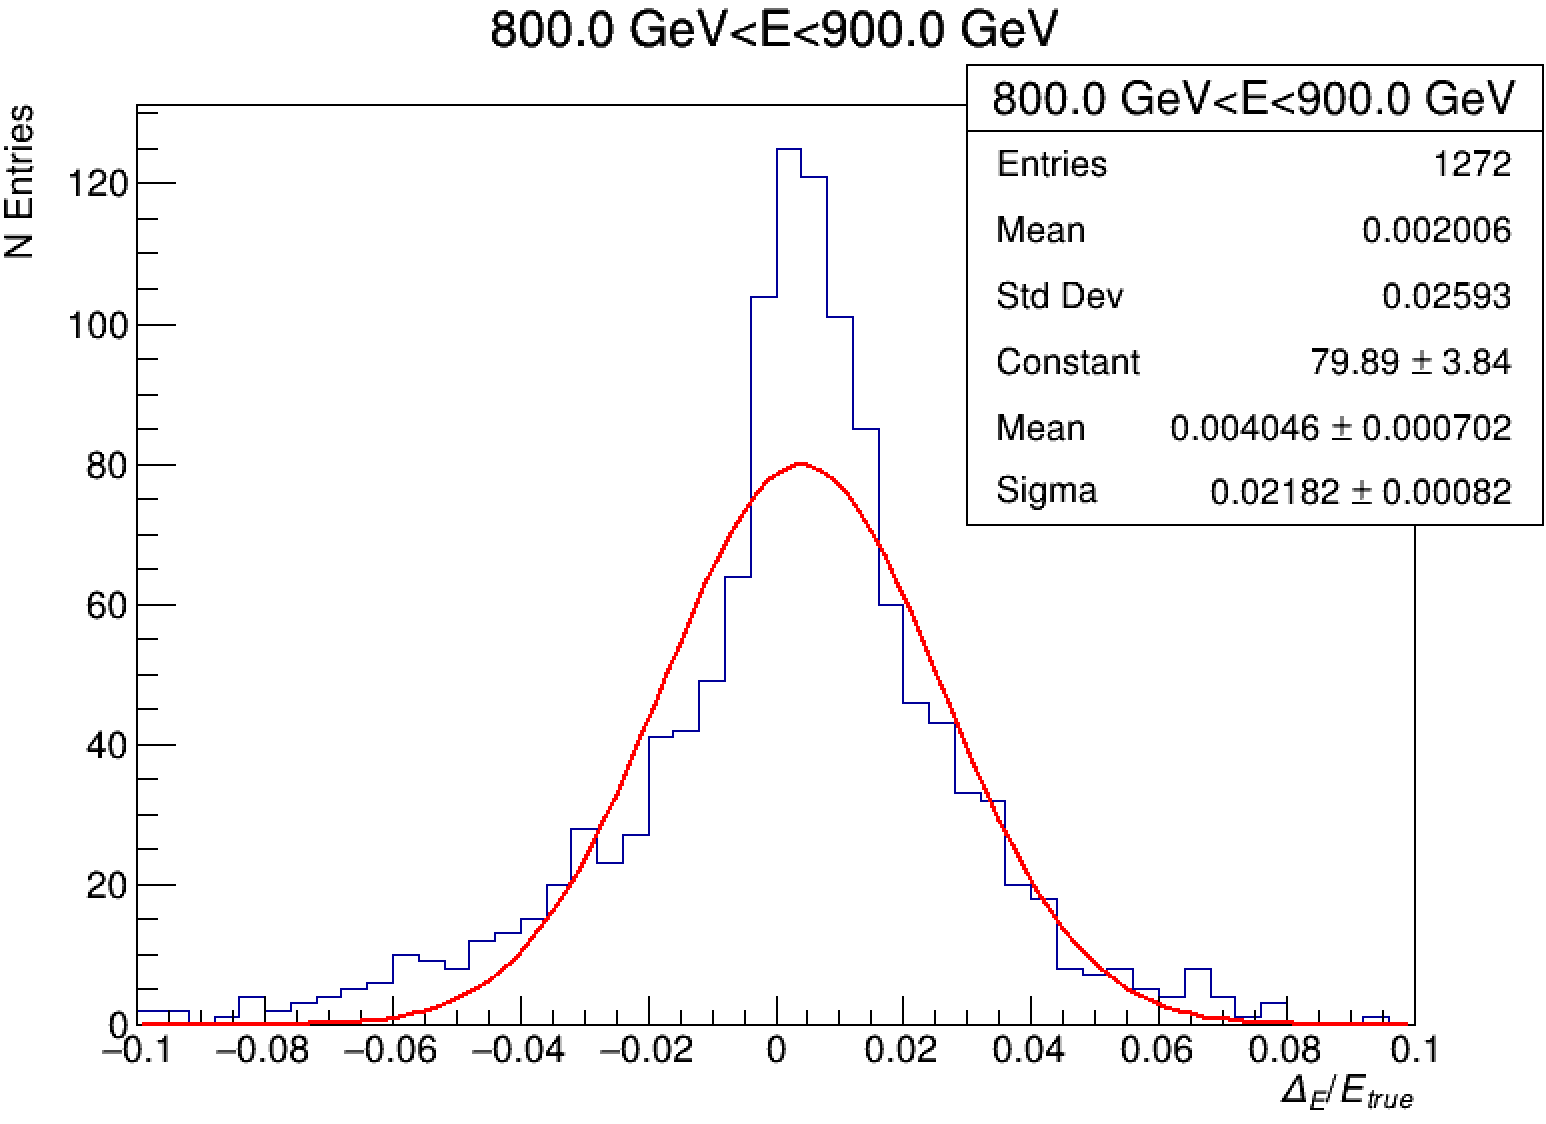 800.0 GeV<E<900.0 GeV
800.0 GeV<E<900.0 GeV
Entries 1272
Mean 0.002006
Std Dev 0.02593
Constant 79.89 ± 3.84
Mean 0.004046 ± 0.000702
Sigma 0.02182 ± 0.00082
N Entries
120
100
80
60
40
20
0
−0.1 −0.08 −0.06 −0.04 −0.02 0 0.02 0.04 0.06 0.08 0.1
Δ_E/E_true